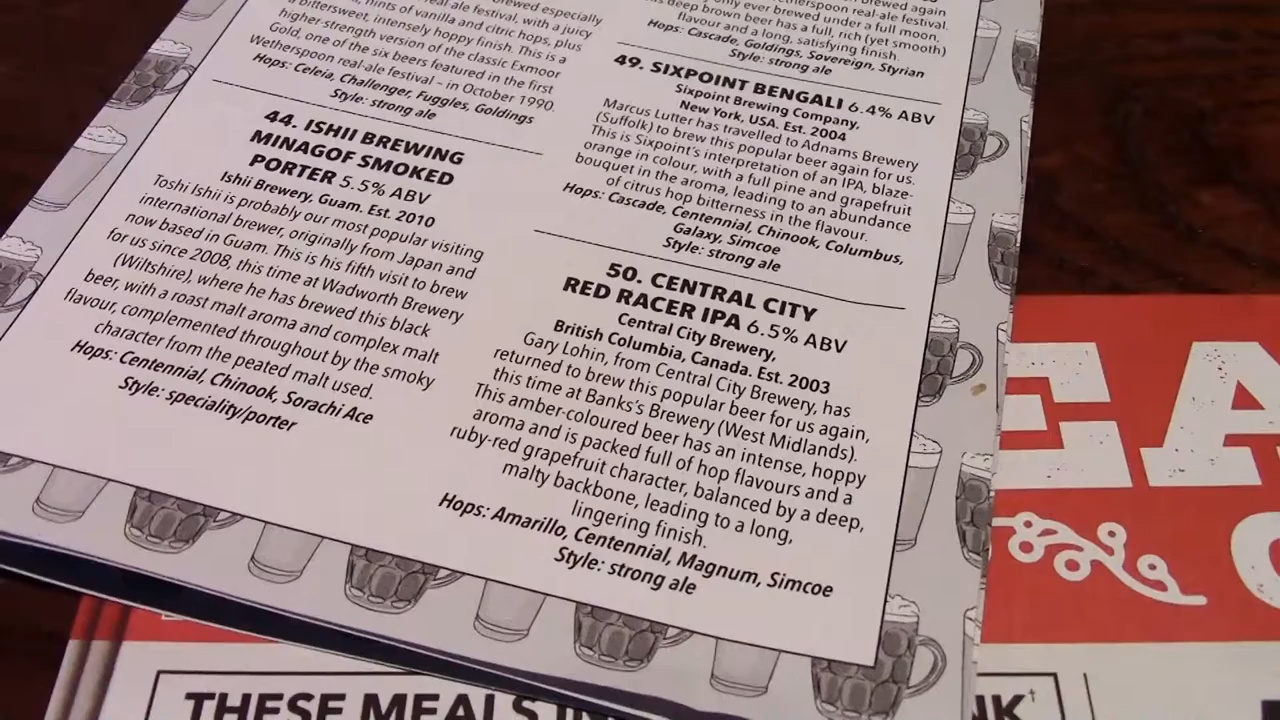 brewed especially
real-ale festival, with a juicy
hints of vanilla and citric hops, plus
a bittersweet, intensely hoppy finish. This is a
higher-strength version of the classic Exmoor
Gold, one of the six beers featured in the first
Wetherspoon real-ale festival – in October 1990.
Hops: Celeia, Challenger, Fuggles, Goldings
Style: strong ale
44. ISHII BREWING
MINAGOF SMOKED
PORTER 5.5% ABV
Ishii Brewery, Guam. Est. 2010
Toshi Ishii is probably our most popular visiting
international brewer, originally from Japan and
now based in Guam. This is his fifth visit to brew
for us since 2008, this time at Wadworth Brewery
(Wiltshire), where he has brewed this black
beer, with a roast malt aroma and complex malt
flavour, complemented throughout by the smoky
character from the peated malt used.
Hops: Centennial, Chinook, Sorachi Ace
Style: speciality/porter
brewed again
only ever brewed under a full moon,
deep brown beer has a full, rich (yet smooth)
flavour and a long, satisfying finish.
Hops: Cascade, Goldings, Sovereign, Styrian
Style: strong ale
49. SIXPOINT BENGALI 6.4% ABV
Sixpoint Brewing Company,
New York, USA. Est. 2004
Marcus Lutter has travelled to Adnams Brewery
(Suffolk) to brew this popular beer again for us.
This is Sixpoint's interpretation of an IPA, blaze-
orange in colour, with a full pine and grapefruit
bouquet in the aroma, leading to an abundance
of citrus hop bitterness in the flavour.
Hops: Cascade, Centennial, Chinook, Columbus,
Galaxy, Simcoe
Style: strong ale
50. CENTRAL CITY
RED RACER IPA 6.5% ABV
Central City Brewery,
British Columbia, Canada. Est. 2003
Gary Lohin, from Central City Brewery, has
returned to brew this popular beer for us again,
this time at Banks's Brewery (West Midlands).
This amber-coloured beer has an intense, hoppy
aroma and is packed full of hop flavours and a
ruby-red grapefruit character, balanced by a deep,
malty backbone, leading to a long,
lingering finish.
Hops: Amarillo, Centennial, Magnum, Simcoe
Style: strong ale
EA
THESE MEALS IN
NK†